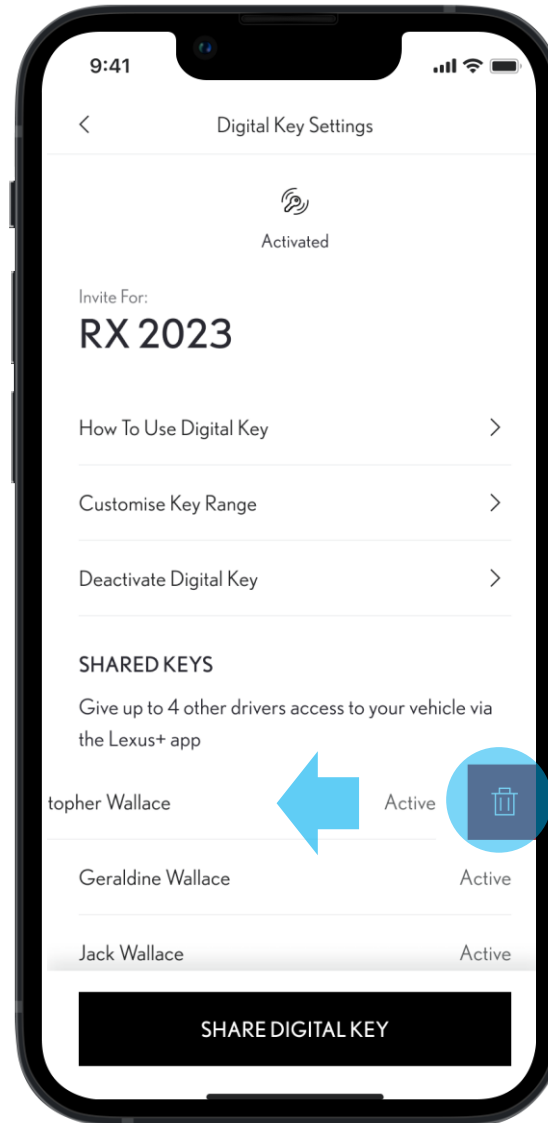 9:41
Digital Key Settings
Activated
Invite For:
RX 2023
How To Use Digital Key
Customise Key Range
Deactivate Digital Key
SHARED KEYS
Give up to 4 other drivers access to your vehicle via
the Lexus+ app
topher Wallace Active
Geraldine Wallace Active
Jack Wallace Active
SHARE DIGITAL KEY